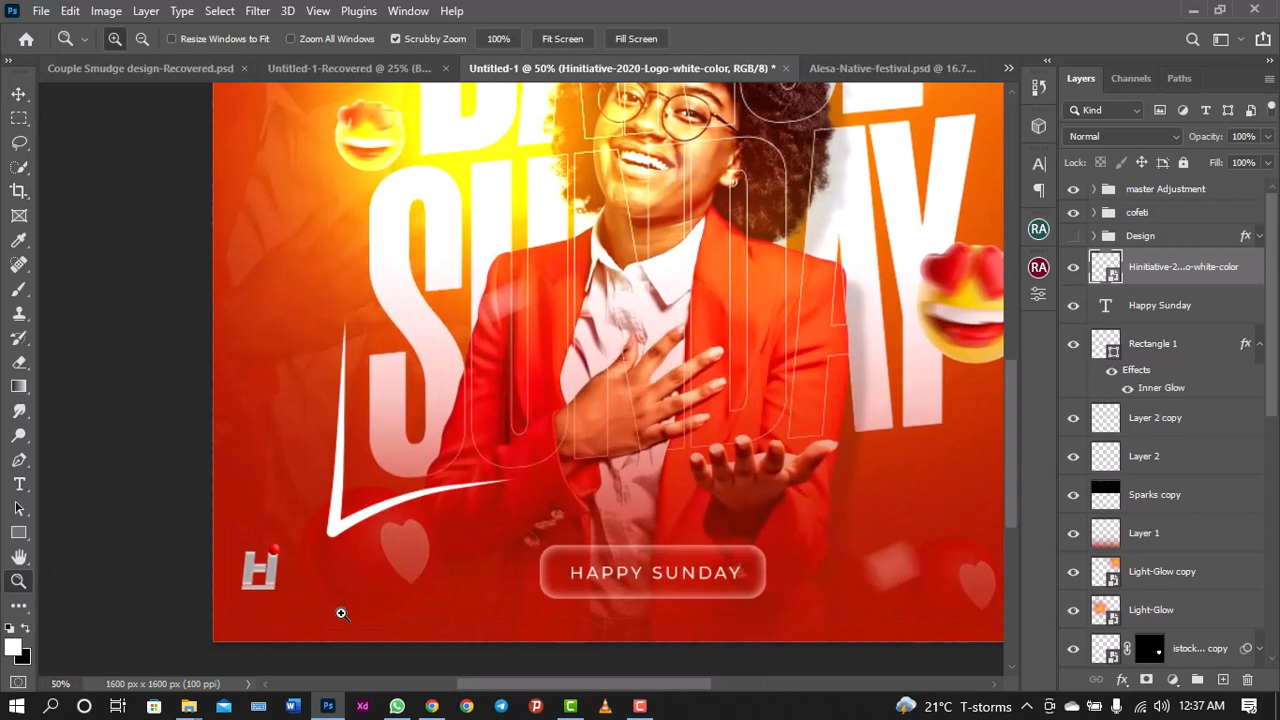 Ps File Edit Image Layer Type Select Filter 3D View Plugins Window Help
Resize Windows to Fit Zoom All Windows Scrubby Zoom 100% Fit Screen Fill Screen
Couple Smudge design-Recovered.psd × Untitled-1-Recovered @ 25% (B... × Untitled-1 @ 50% (Hinitiative-2020-Logo-white-color, RGB/8) * × Alesa-Native-festival.psd @ 16.7...
Layers Channels Paths
Kind
Normal Opacity: 100%
Lock: Fill: 100%
master Adjustment
cofeti
Design fx
Hinitiative-2...o-white-color
Happy Sunday
Rectangle 1 fx
Effects
Inner Glow
Layer 2 copy
Layer 2
Sparks copy
Layer 1
Light-Glow copy
Light-Glow
istock... copy
RA
RA
SUNDAY
H
HAPPY SUNDAY
50% 1600 px x 1600 px (100 ppi)
21°C T-storms 12:37 AM